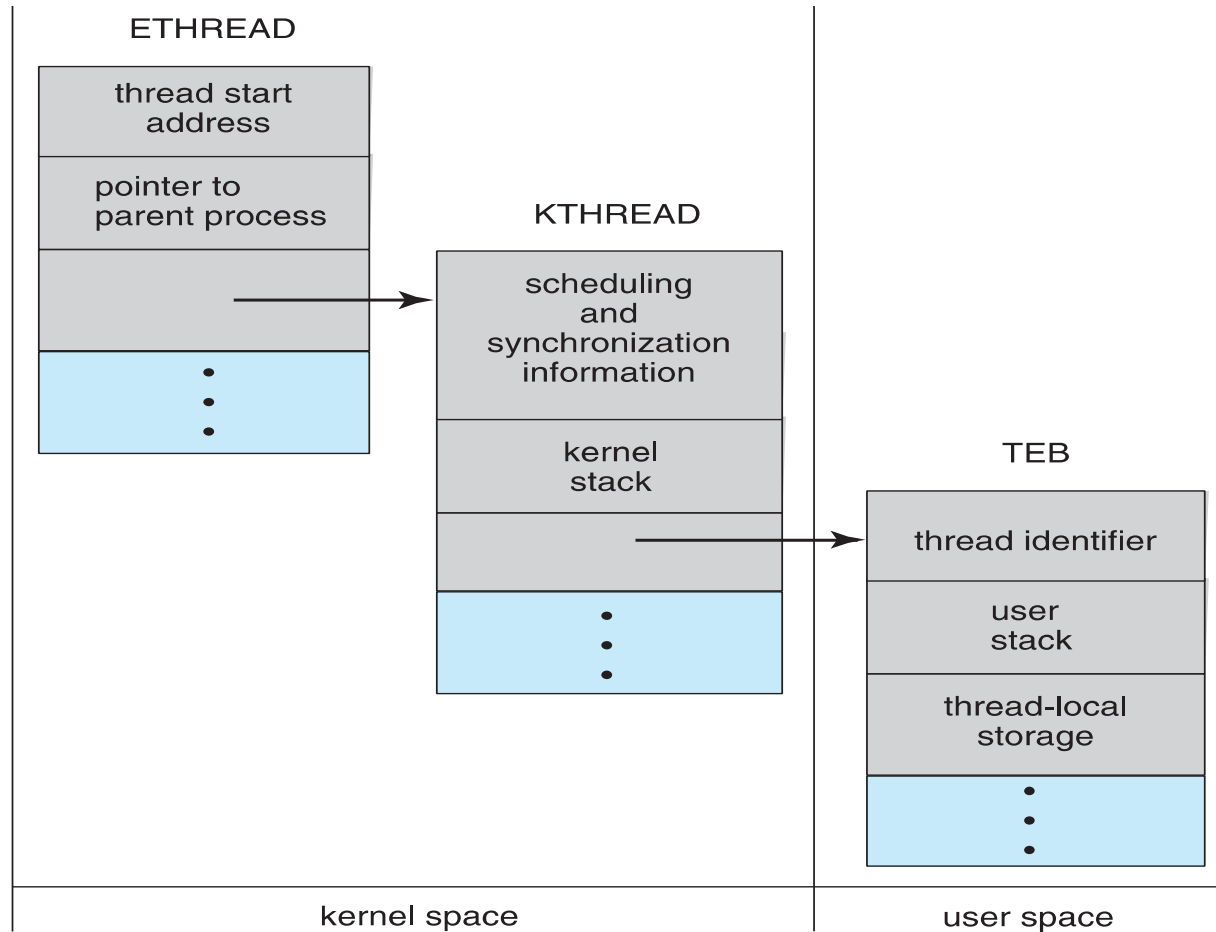 ETHREAD
thread start
address
pointer to
parent process
KTHREAD
scheduling
and
synchronization
information
kernel
stack
TEB
thread identifier
user
stack
thread-local
storage
kernel space
user space